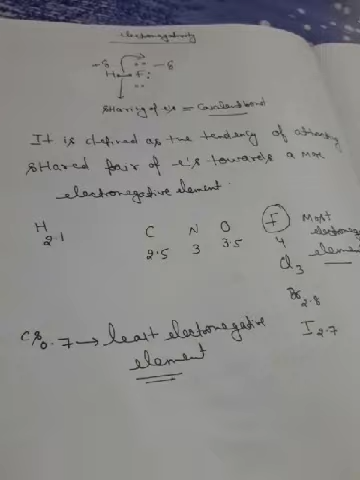 Electronegativity
-δ -δ
H F:
Sharing of e's = Covalent bond
It is defined as the tendency of
shared pair of e's towards a more
electronegative element.
H C N O F Most
2.1 2.5 3 3.5 4
element
Cl 3
Br 2.8
I 2.7
Cs 0.7 → least electronegative
element